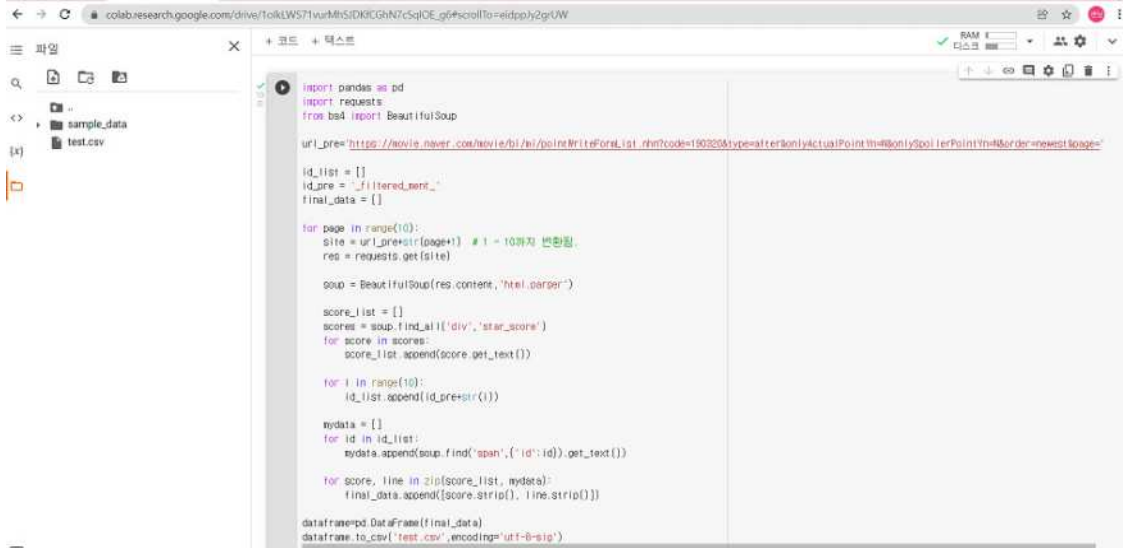 colab.research.google.com/drive/
파일
+ 코드 + 텍스트
RAM
디스크
..
sample_data
test.csv
{x}
import pandas as pd
import requests
from bs4 import BeautifulSoup
url_pre='https://movie.naver.com/movie/bi/mi/pointWriteFormList.nhn?code=190320&type=after&onlyActualPointYn=N&onlySpoilerPointYn=N&order=newest&page='
id_list = []
id_pre = '_filtered_ment_'
final_data = []
for page in range(10):
site = url_pre+str(page+1) # 1 - 10까지 변환됨.
res = requests.get(site)
soup = BeautifulSoup(res.content,'html.parser')
score_list = []
scores = soup.find_all('div','star_score')
for score in scores:
score_list.append(score.get_text())
for i in range(10):
id_list.append(id_pre+str(i))
mydata = []
for id in id_list:
mydata.append(soup.find('span',{'id':id}).get_text())
for score, line in zip(score_list, mydata):
final_data.append([score.strip(), line.strip()])
dataframe=pd.DataFrame(final_data)
dataframe.to_csv('test.csv',encoding='utf-8-sig')